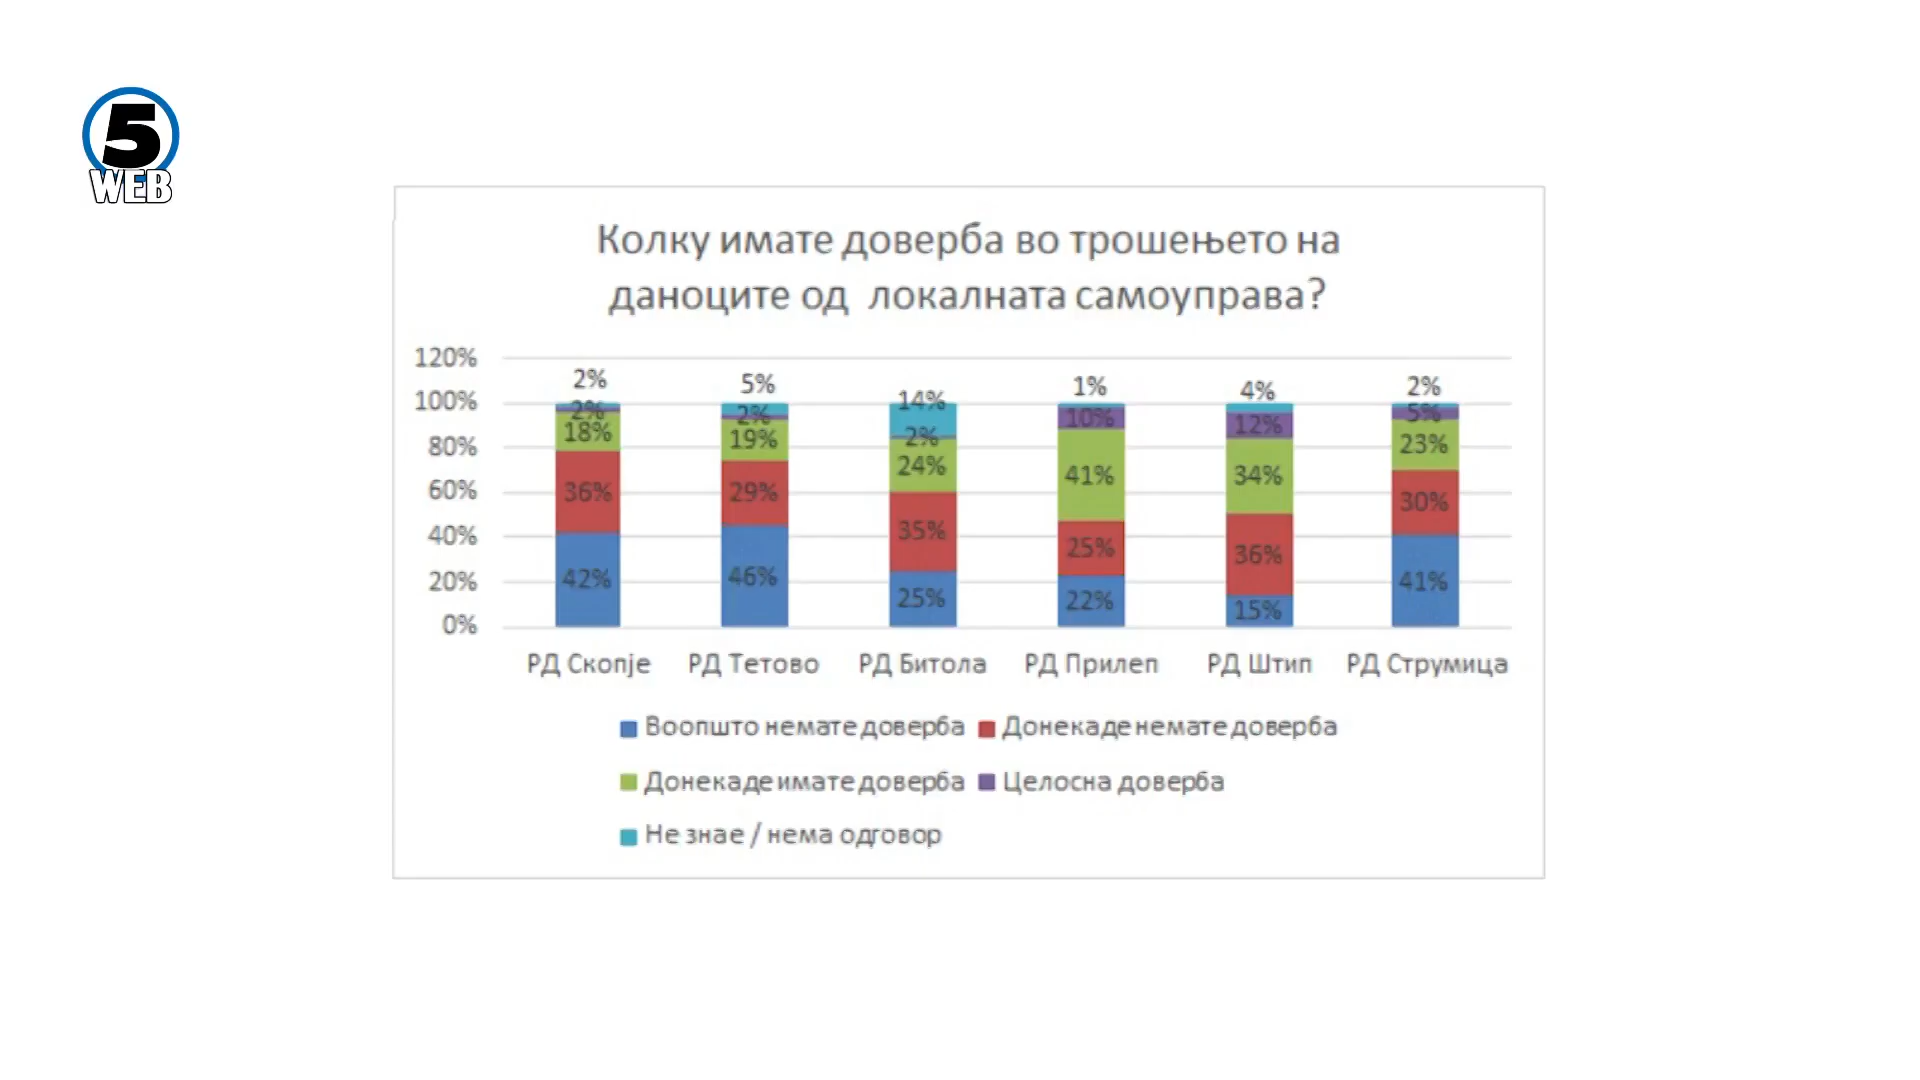 5
WEB
Колку имате доверба во трошењето на
даноците од локалната самоуправа?
120%
100%
80%
60%
40%
20%
0%
2% 5% 14% 1% 4% 2%
2% 2% 2% 10% 12% 5%
18% 19% 24% 41% 34% 23%
36% 29% 35% 25% 36% 30%
42% 46% 25% 22% 15% 41%
РД Скопје РД Тетово РД Битола РД Прилеп РД Штип РД Струмица
Воопшто немате доверба Донекаде немате доверба
Донекаде имате доверба Целосна доверба
Не знае / нема одговор